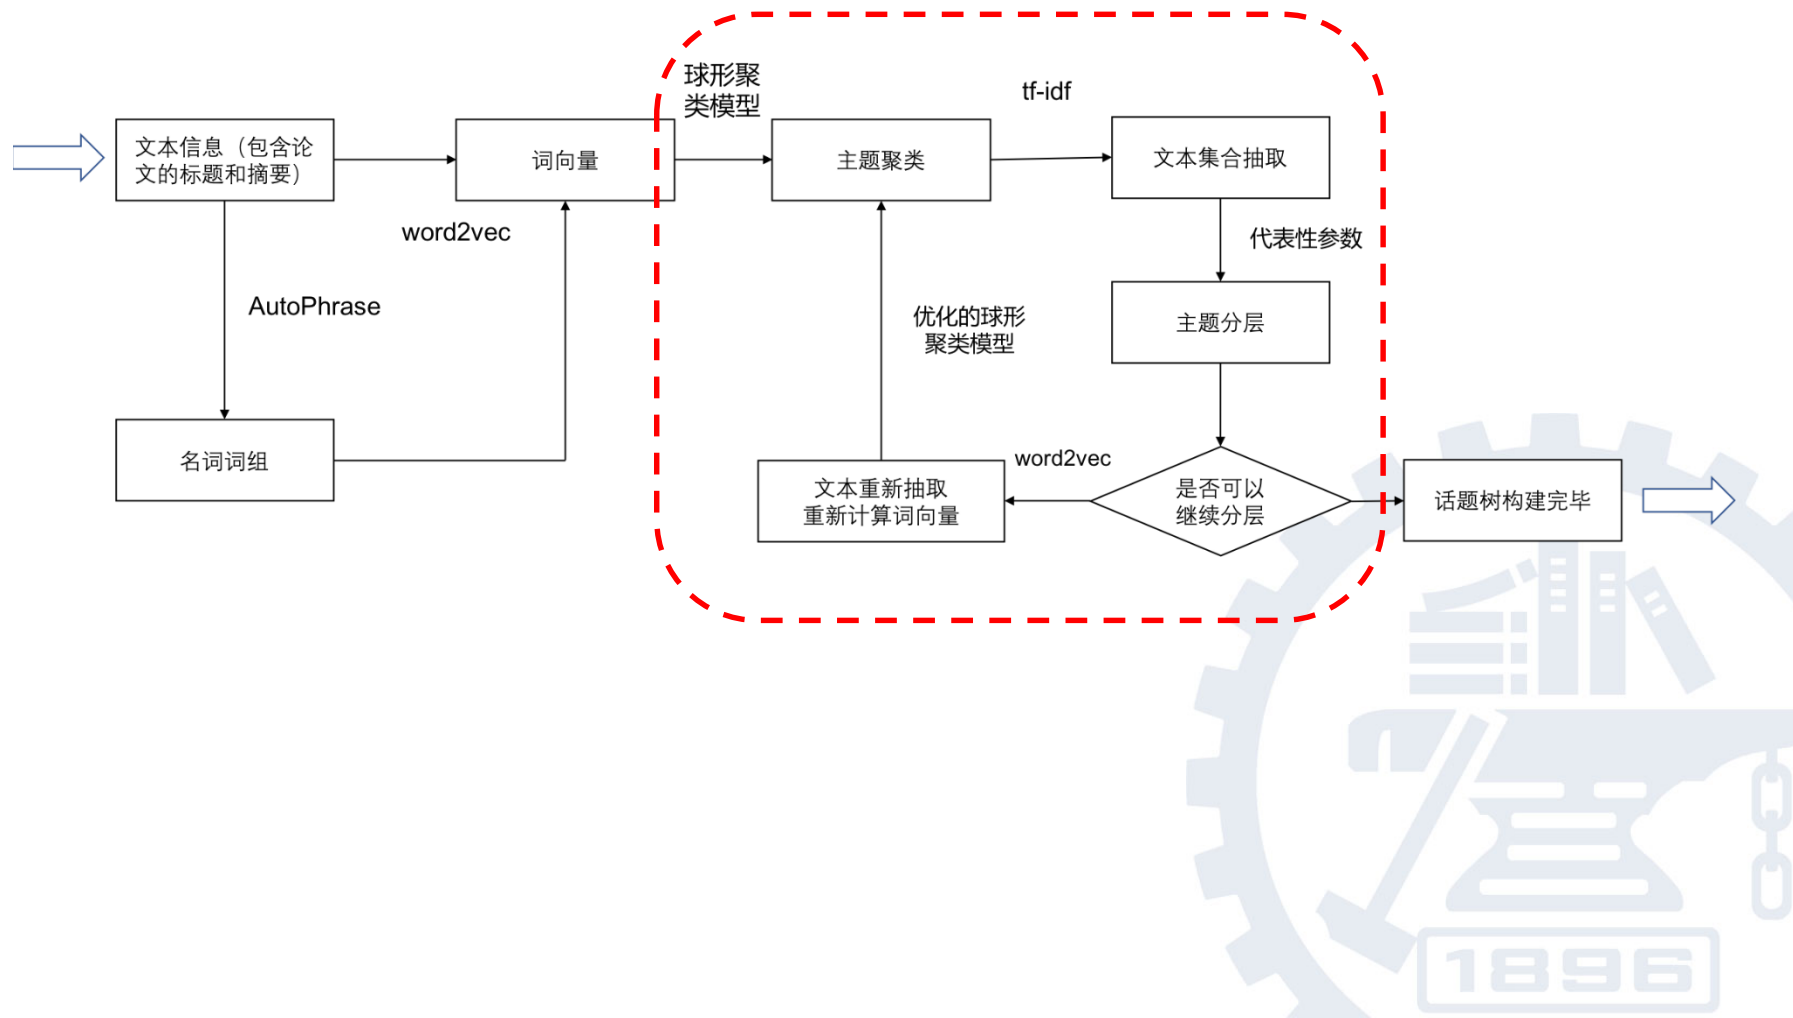 球形聚
类模型
tf-idf
文本信息（包含论
文的标题和摘要）
词向量
主题聚类
文本集合抽取
word2vec
代表性参数
AutoPhrase
优化的球形
聚类模型
主题分层
名词词组
word2vec
文本重新抽取
重新计算词向量
是否可以
继续分层
话题树构建完毕
1896